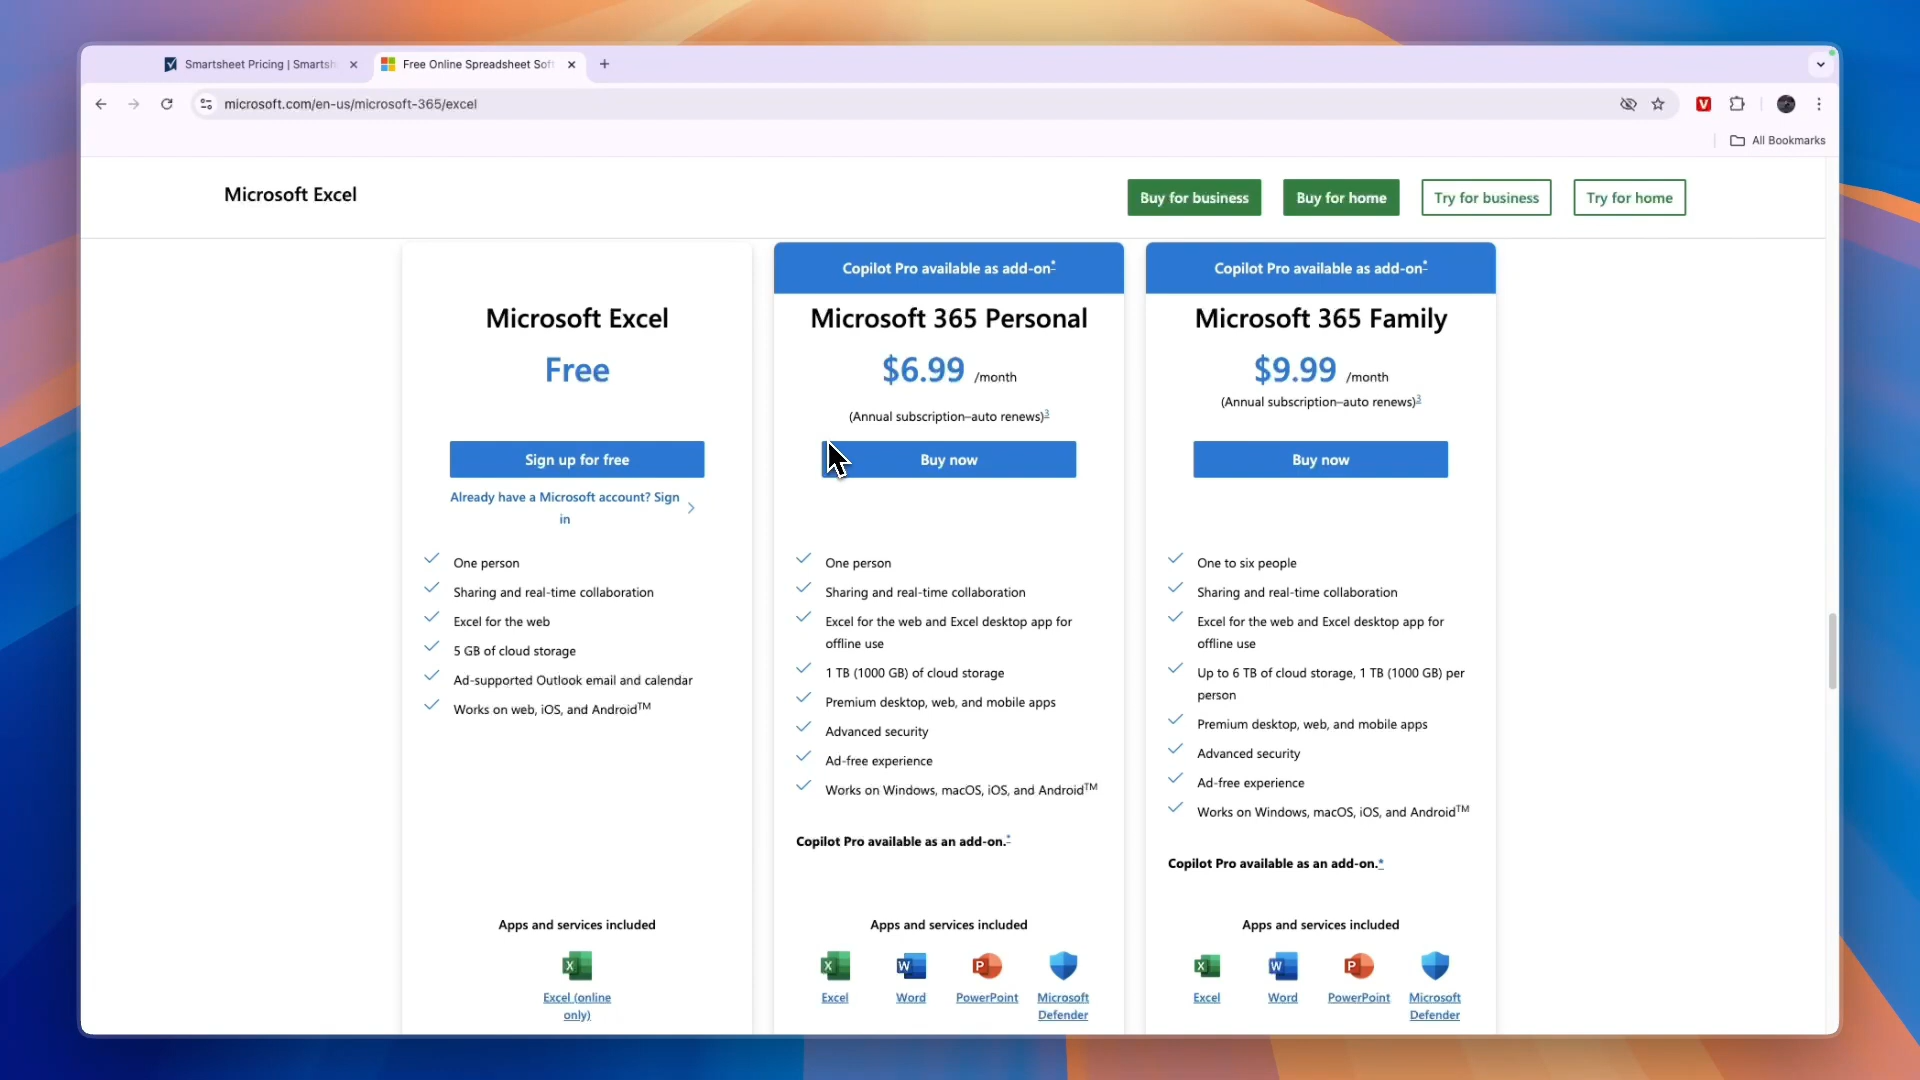 Smartsheet Pricing | Smartsh
Free Online Spreadsheet Soft
microsoft.com/en-us/microsoft-365/excel
V
All Bookmarks
Microsoft Excel
Buy for business
Buy for home
Try for business
Try for home
Microsoft Excel
Free
Sign up for free
Already have a Microsoft account? Sign
in
One person
Sharing and real-time collaboration
Excel for the web
5 GB of cloud storage
Ad-supported Outlook email and calendar
Works on web, iOS, and Android™
Apps and services included
X
Excel (online
only)
Copilot Pro available as add-on*
Microsoft 365 Personal
$6.99 /month
(Annual subscription–auto renews)3
Buy now
One person
Sharing and real-time collaboration
Excel for the web and Excel desktop app for
offline use
1 TB (1000 GB) of cloud storage
Premium desktop, web, and mobile apps
Advanced security
Ad-free experience
Works on Windows, macOS, iOS, and Android™
Copilot Pro available as an add-on.*
Apps and services included
X
W
P
Excel
Word
PowerPoint
Microsoft
Defender
Copilot Pro available as add-on*
Microsoft 365 Family
$9.99 /month
(Annual subscription–auto renews)3
Buy now
One to six people
Sharing and real-time collaboration
Excel for the web and Excel desktop app for
offline use
Up to 6 TB of cloud storage, 1 TB (1000 GB) per
person
Premium desktop, web, and mobile apps
Advanced security
Ad-free experience
Works on Windows, macOS, iOS, and Android™
Copilot Pro available as an add-on.*
Apps and services included
X
W
P
Excel
Word
PowerPoint
Microsoft
Defender